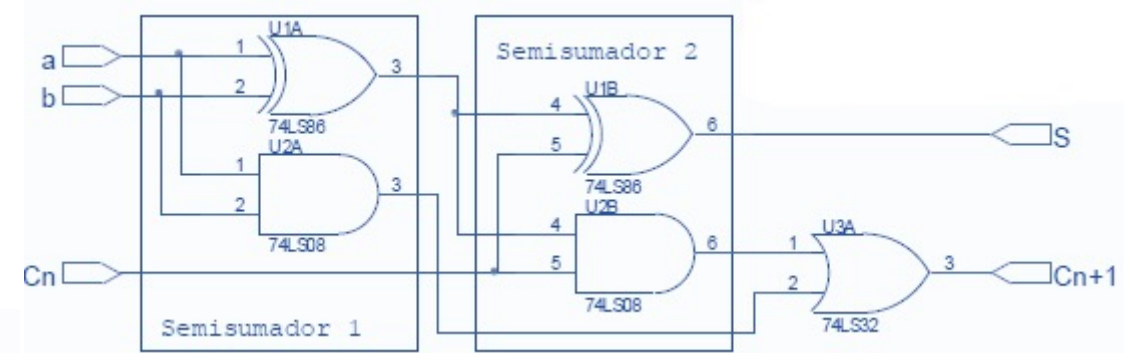 U1A
a
1
3
b
2
74LS86
U2A
1
3
2
74LS08
Cn
Semisumador 1
Semisumador 2
U1B
4
6
5
74LS86
U2B
4
6
5
74LS08
S
U3A
1
3
2
74LS32
Cn+1